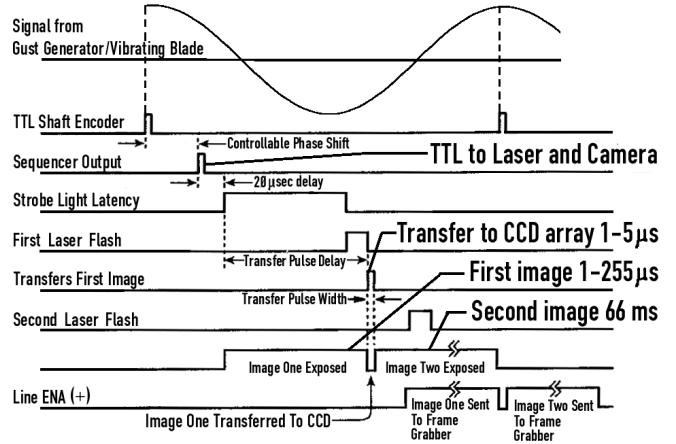 Signal from
Gust Generator/Vibrating Blade
TTL Shaft Encoder
Controllable Phase Shift
Sequencer Output
TTL to Laser and Camera
20 µsec delay
Strobe Light Latency
First Laser Flash
Transfer to CCD array 1-5µs
Transfer Pulse Delay
Transfers First Image
First image 1-255µs
Transfer Pulse Width
Second Laser Flash
Second image 66 ms
Image One Exposed
Image Two Exposed
Line ENA (+)
Image One Sent
To Frame
Grabber
Image Two Sent
To Frame
Grabber
Image One Transferred To CCD